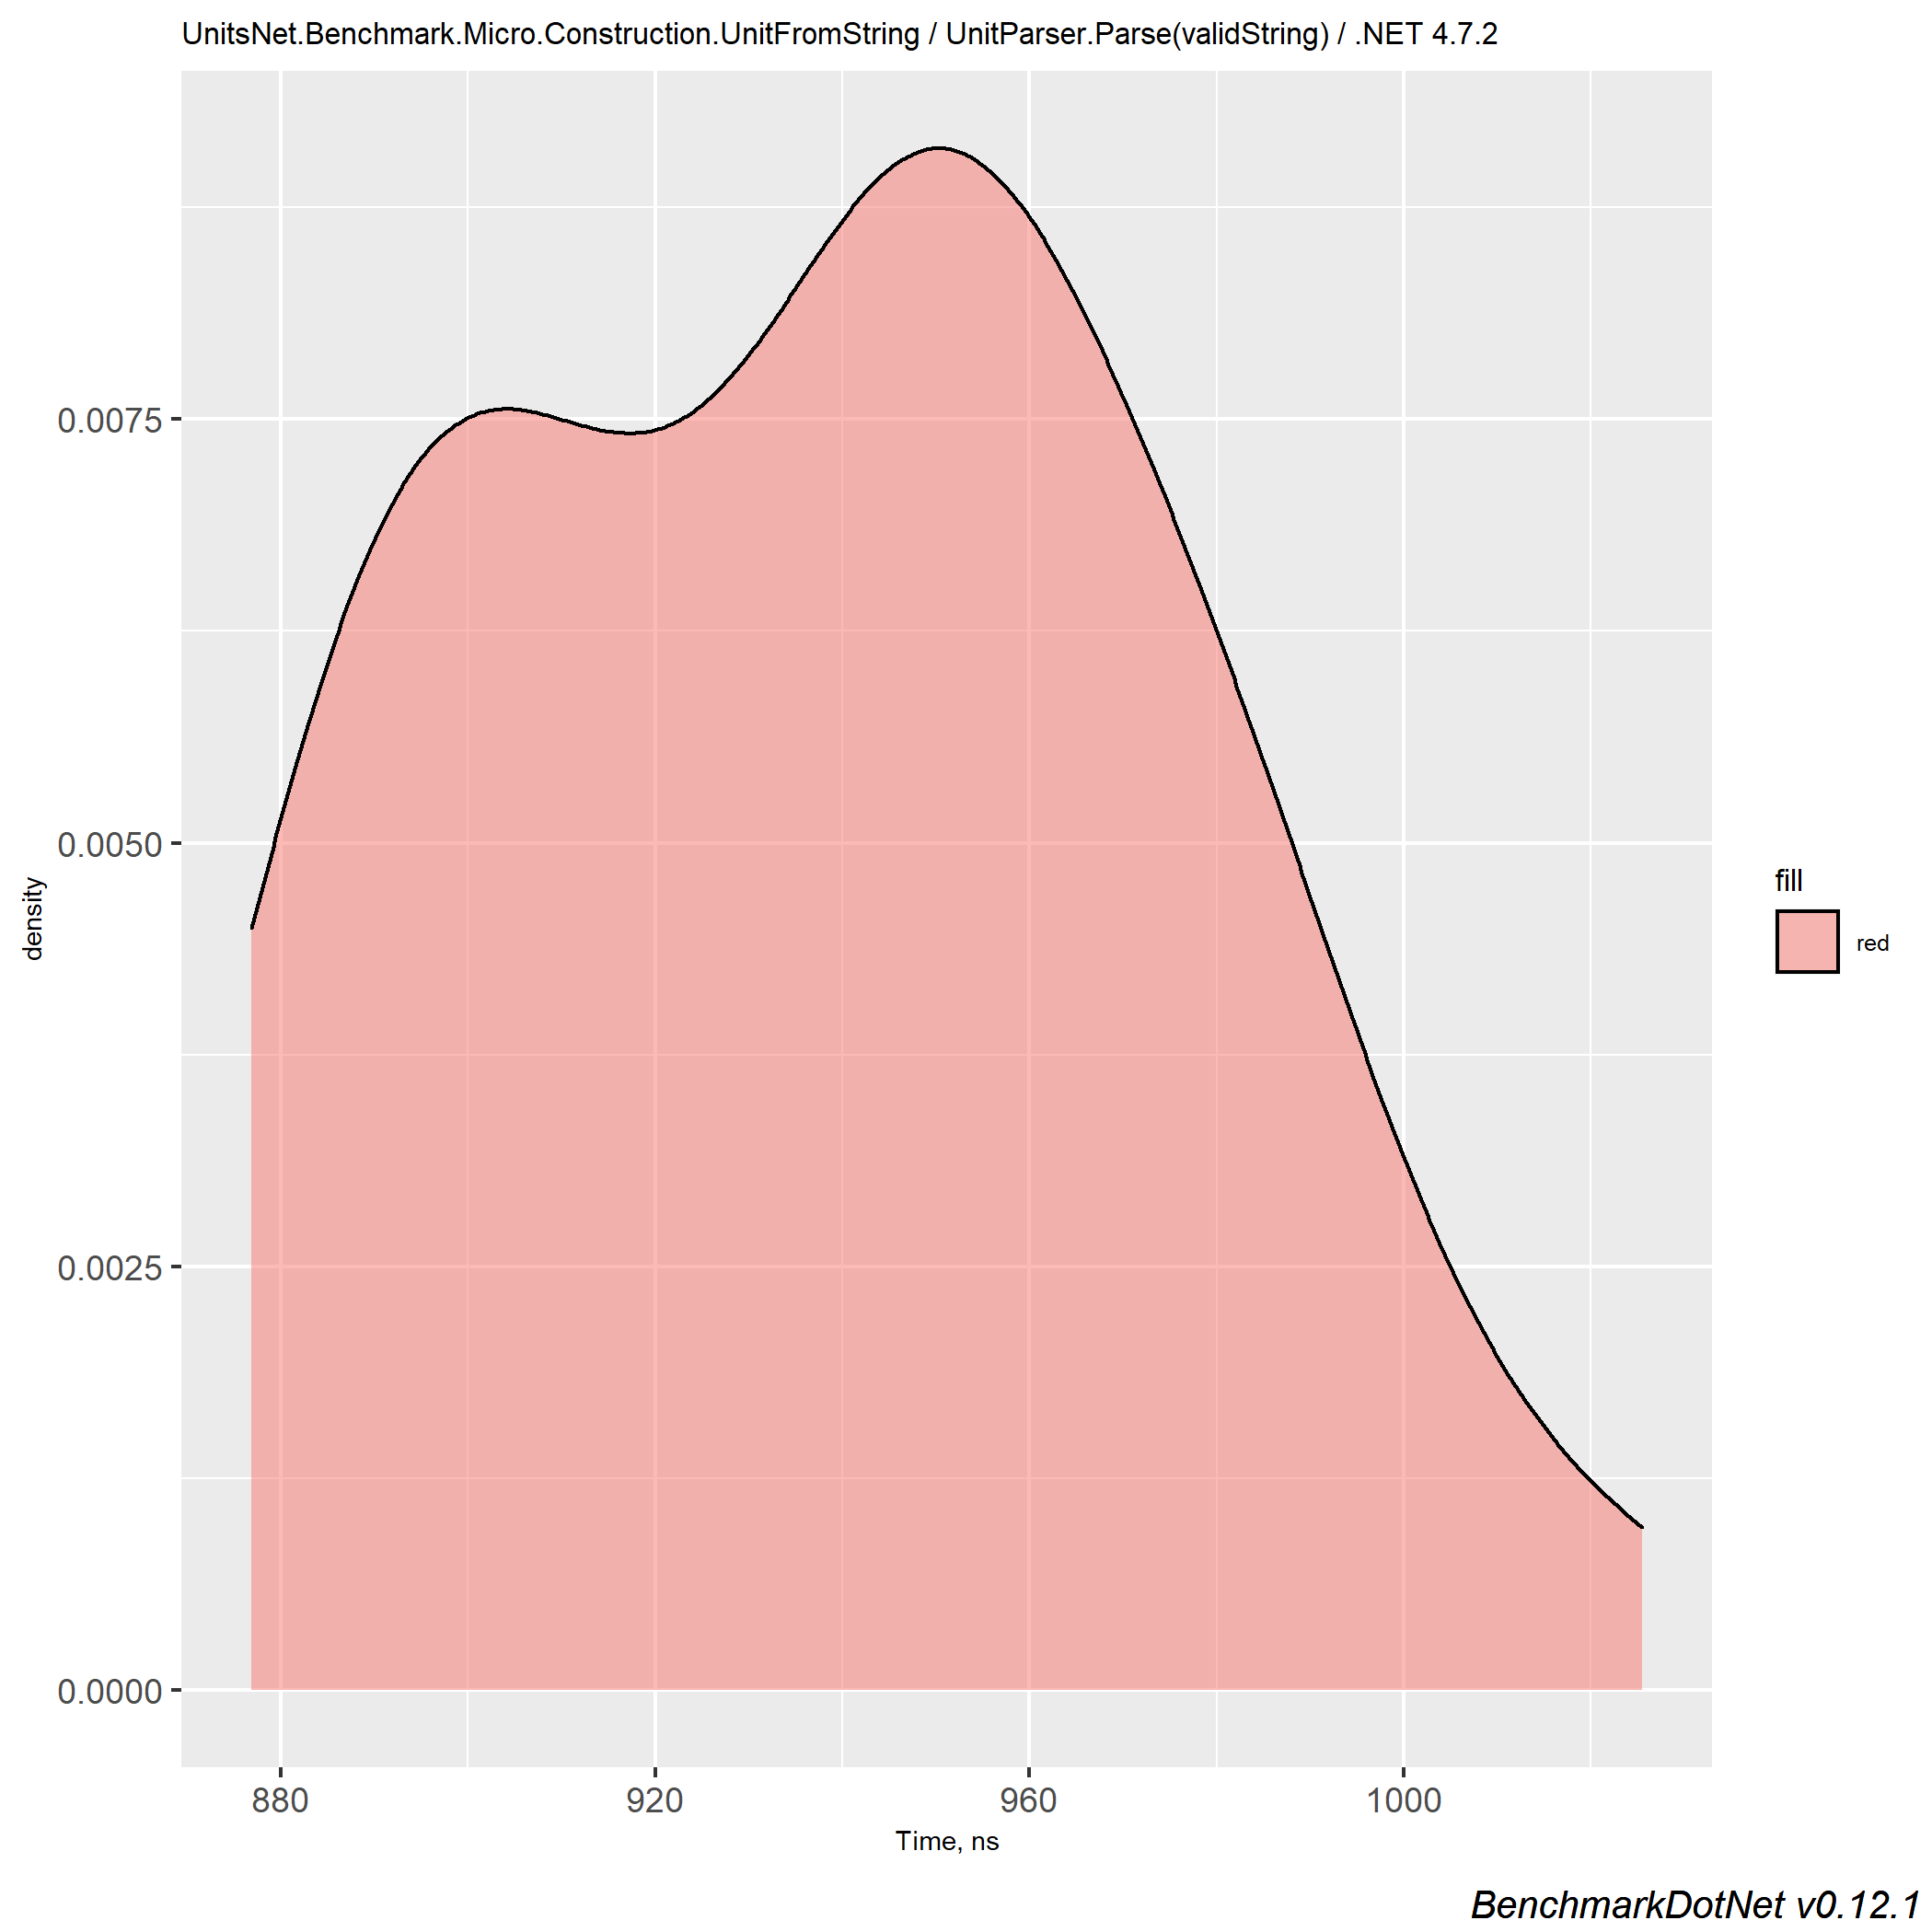 UnitsNet.Benchmark.Micro.Construction.UnitFromString / UnitParser.Parse(validString) / .NET 4.7.2
0.0075
0.0050
0.0025
0.0000
density
880 920 960 1000
Time, ns
fill
red
BenchmarkDotNet v0.12.1